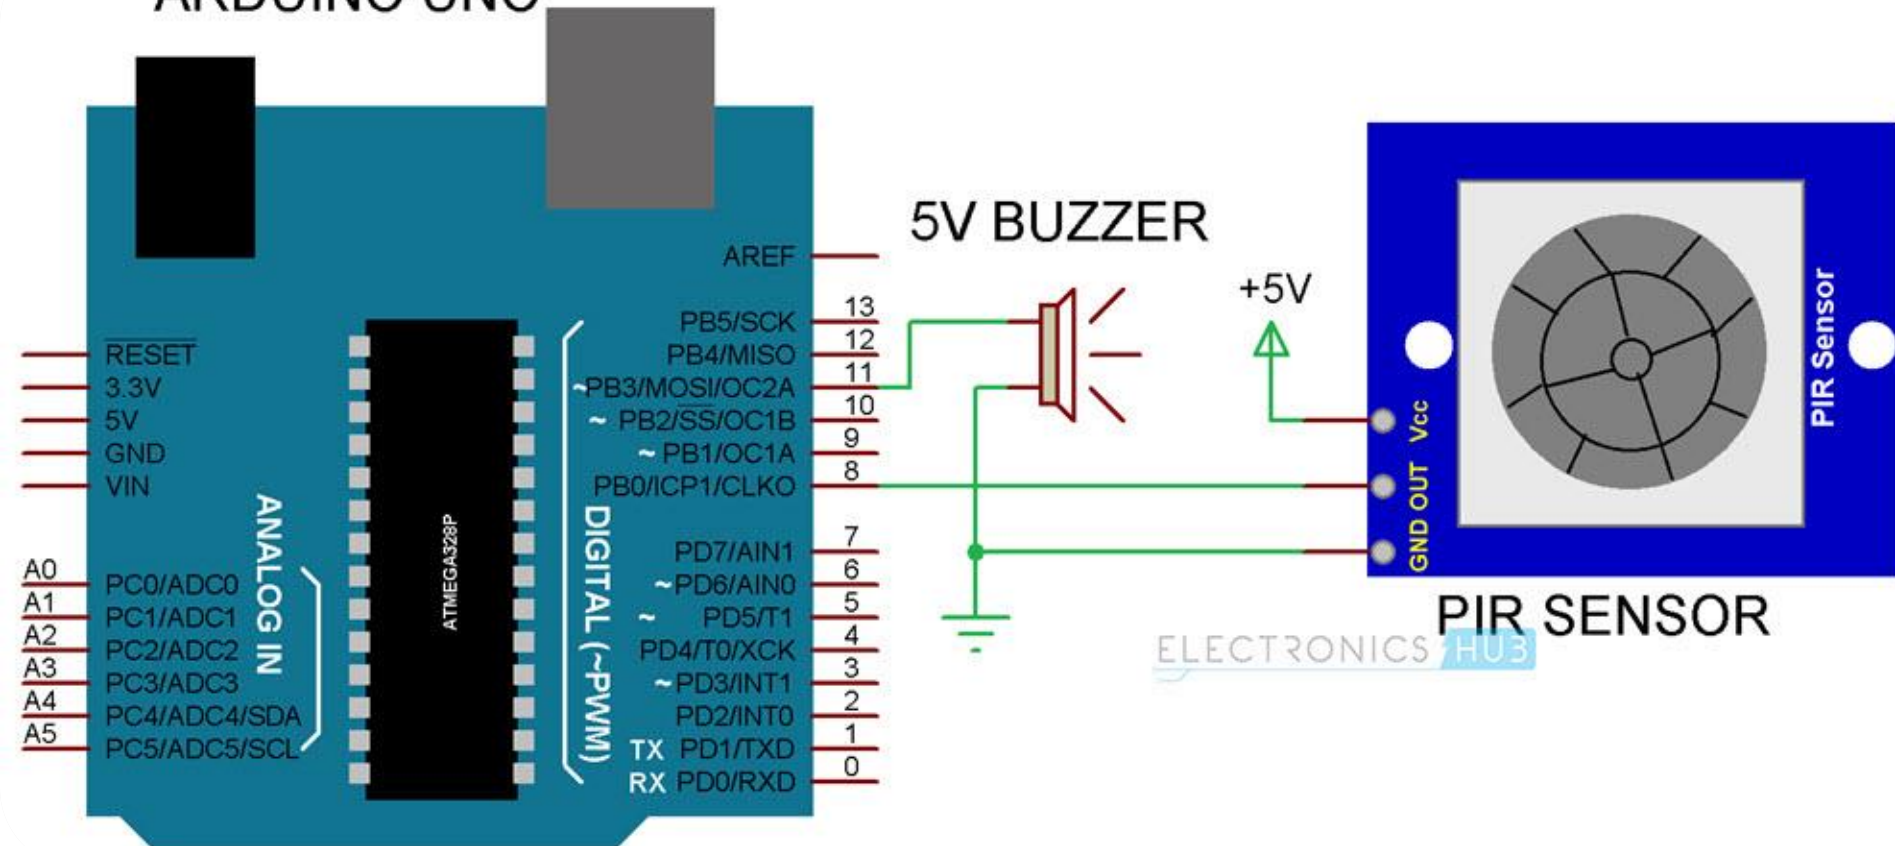 ARDUINO UNO
5V BUZZER
+5V
AREF
PB5/SCK 13
PB4/MISO 12
~PB3/MOSI/OC2A 11
~ PB2/SS/OC1B 10
~ PB1/OC1A 9
PB0/ICP1/CLKO 8
PD7/AIN1 7
~PD6/AIN0 6
~ PD5/T1 5
PD4/T0/XCK 4
~PD3/INT1 3
PD2/INT0 2
TX PD1/TXD 1
RX PD0/RXD 0
RESET
3.3V
5V
GND
VIN
A0 PC0/ADC0
A1 PC1/ADC1
A2 PC2/ADC2
A3 PC3/ADC3
A4 PC4/ADC4/SDA
A5 PC5/ADC5/SCL
ANALOG IN
ATMEGA328P
DIGITAL (~PWM)
Vcc
OUT
GND
PIR Sensor
PIR SENSOR
ELECTRONICS HUB